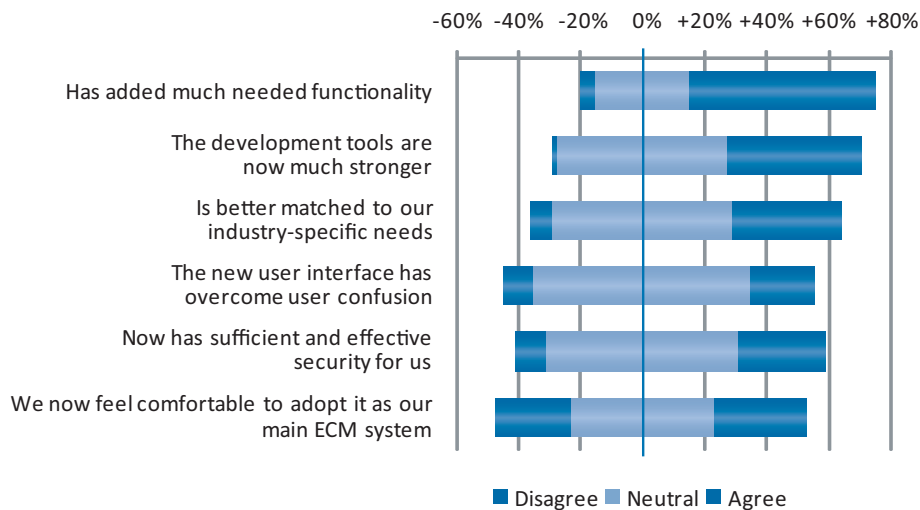 -60% -40% -20% 0% +20% +40% +60% +80%
Has added much needed functionality
The development tools are
now much stronger
Is better matched to our
industry-specific needs
The new user interface has
overcome user confusion
Now has sufficient and effective
security for us
We now feel comfortable to adopt it as our
main ECM system
Disagree Neutral Agree